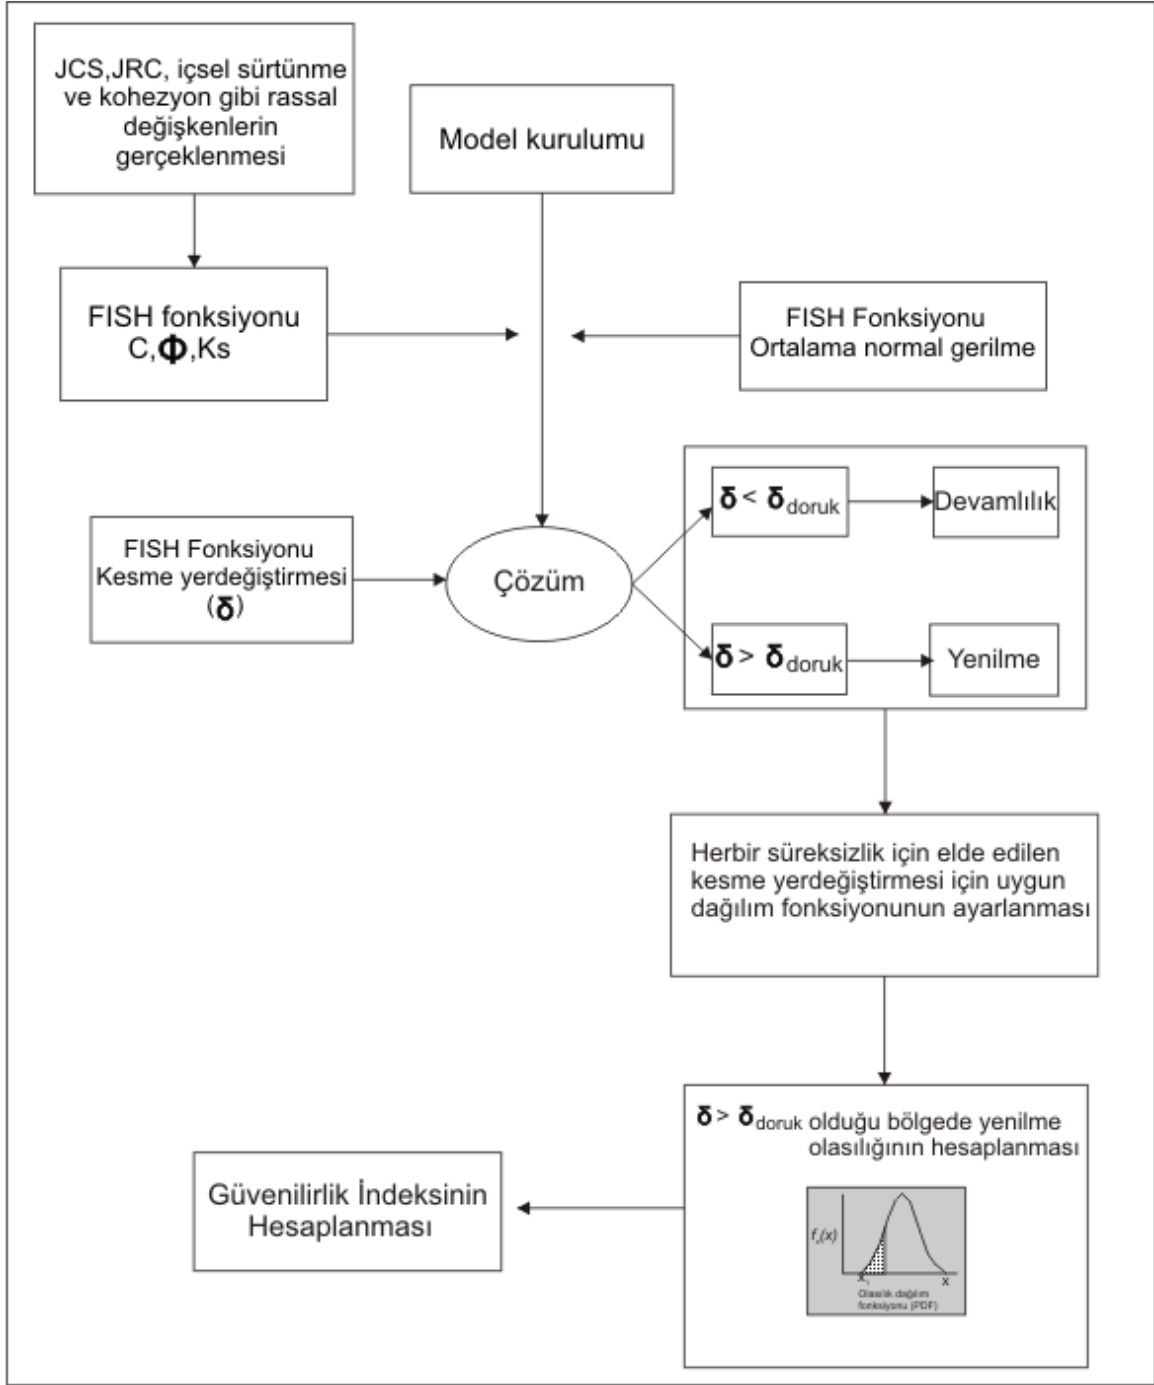 JCS,JRC, içsel sürtünme
ve kohezyon gibi rassal
değişkenlerin
gerçeklenmesi
Model kurulumu
FISH fonksiyonu
C,Φ,Ks
FISH Fonksiyonu
Ortalama normal gerilme
FISH Fonksiyonu
Kesme yerdeğiştirmesi
(δ)
Çözüm
δ < δdoruk
Devamlılık
δ > δdoruk
Yenilme
Herbir süreksizlik için elde edilen
kesme yerdeğiştirmesi için uygun
dağılım fonksiyonunun ayarlanması
δ > δdoruk olduğu bölgede yenilme
olasılığının hesaplanması
x
Olasılık dağılım
fonksiyonu (PDF)
Güvenilirlik İndeksinin
Hesaplanması